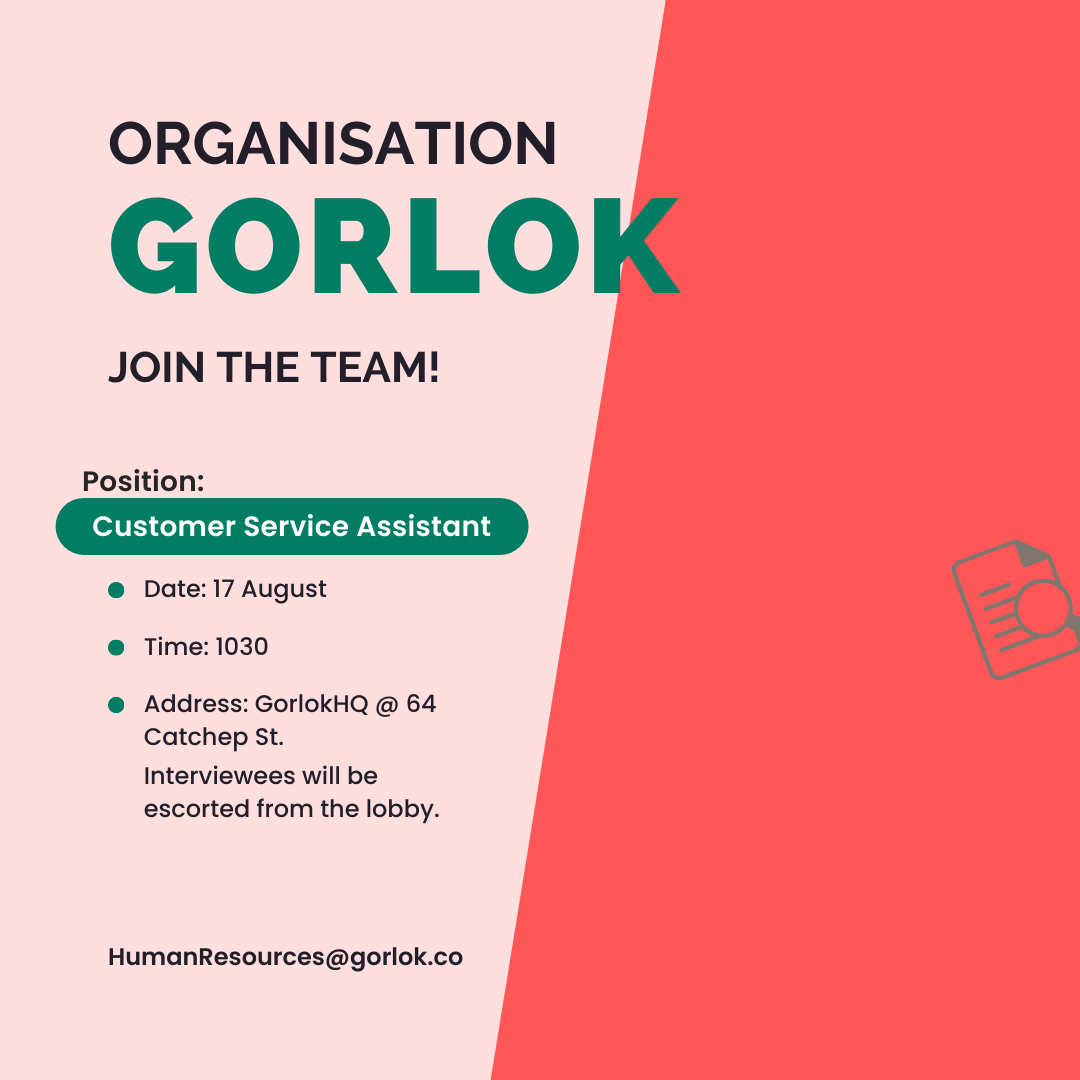 ORGANISATION
GORLOK
JOIN THE TEAM!
Position:
Customer Service Assistant
Date: 17 August
Time: 1030
Address: GorlokHQ @ 64
Catchep St.
Interviewees will be
escorted from the lobby.
HumanResources@gorlok.co